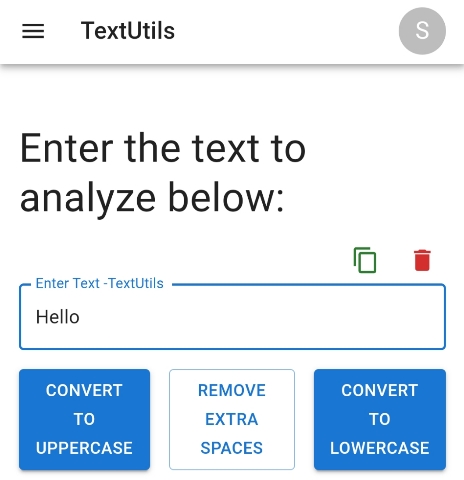 TextUtils
S
Enter the text to
analyze below:
Enter Text -TextUtils
Hello
CONVERT
TO
UPPERCASE
REMOVE
EXTRA
SPACES
CONVERT
TO
LOWERCASE